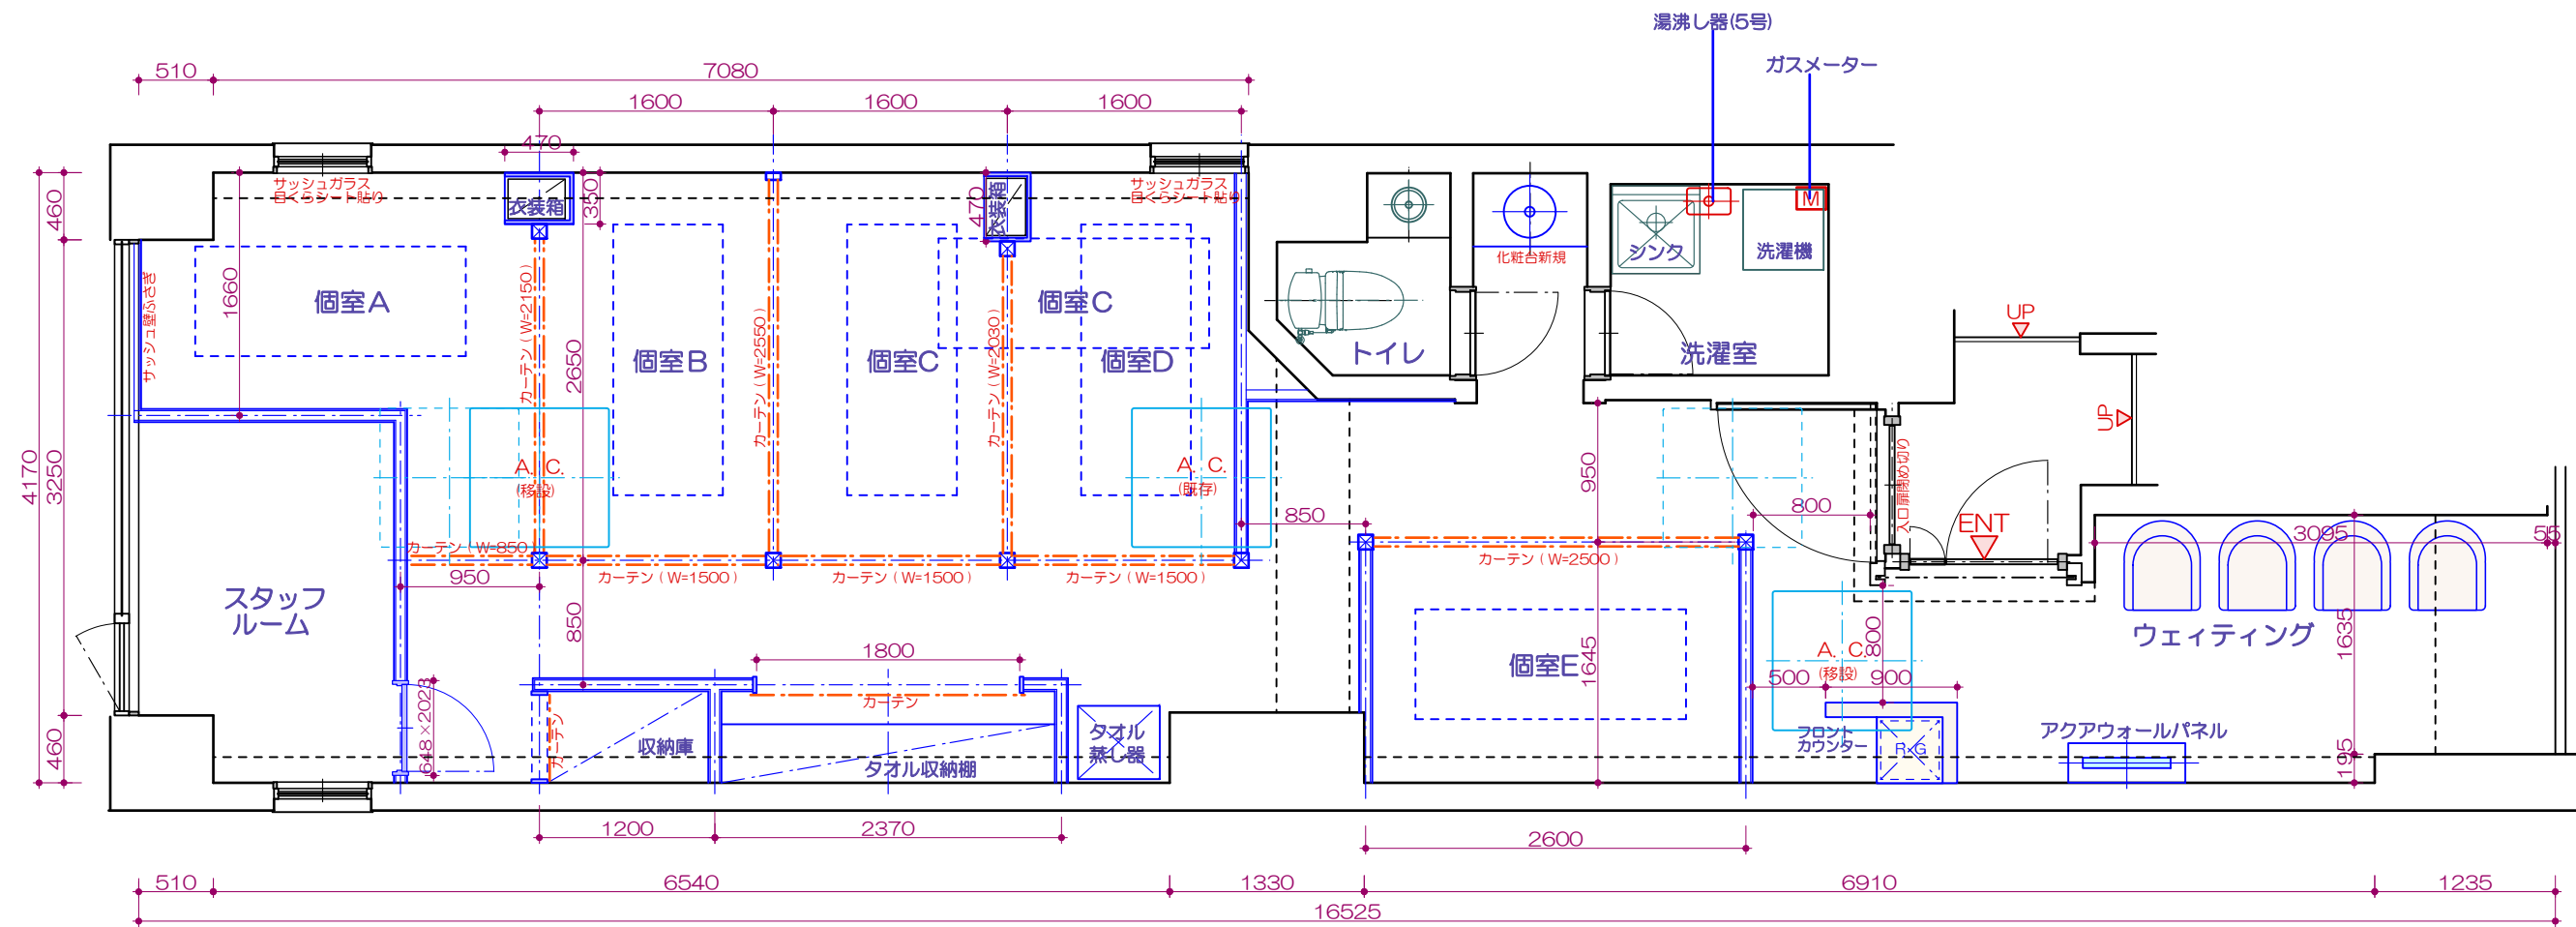 湯沸し器(5号)
ガスメーター
510
7080
1600
1600
1600
470
460
4170
3250
460
サッシュガラス
目くらシート貼り
衣装箱
350
470
衣装箱
サッシュガラス
目くらシート貼り
M
シンク
洗濯機
化粧台新規
サッシュ壁ふさぎ
1660
個室A
カーテン(W=2150)
2650
個室B
カーテン(W=2550)
個室C
カーテン(W=2030)
個室C
個室D
トイレ
洗濯室
UP
UP
A. C.
(移設)
A. C.
(既存)
950
入口扉閉め切り
800
ENT
3095
55
850
カーテン(W=850)
950
カーテン(W=1500)
カーテン(W=1500)
カーテン(W=1500)
カーテン(W=2500)
スタッフ
ルーム
850
1800
カーテン
648×2023
カーテン
収納庫
タオル収納棚
タオル
蒸し器
個室E
1645
500
A. C.
(移設)
800
900
フロント
カウンター
R·G
ウェイティング
1635
アクアウォールパネル
195
1200
2370
2600
510
6540
1330
6910
1235
16525